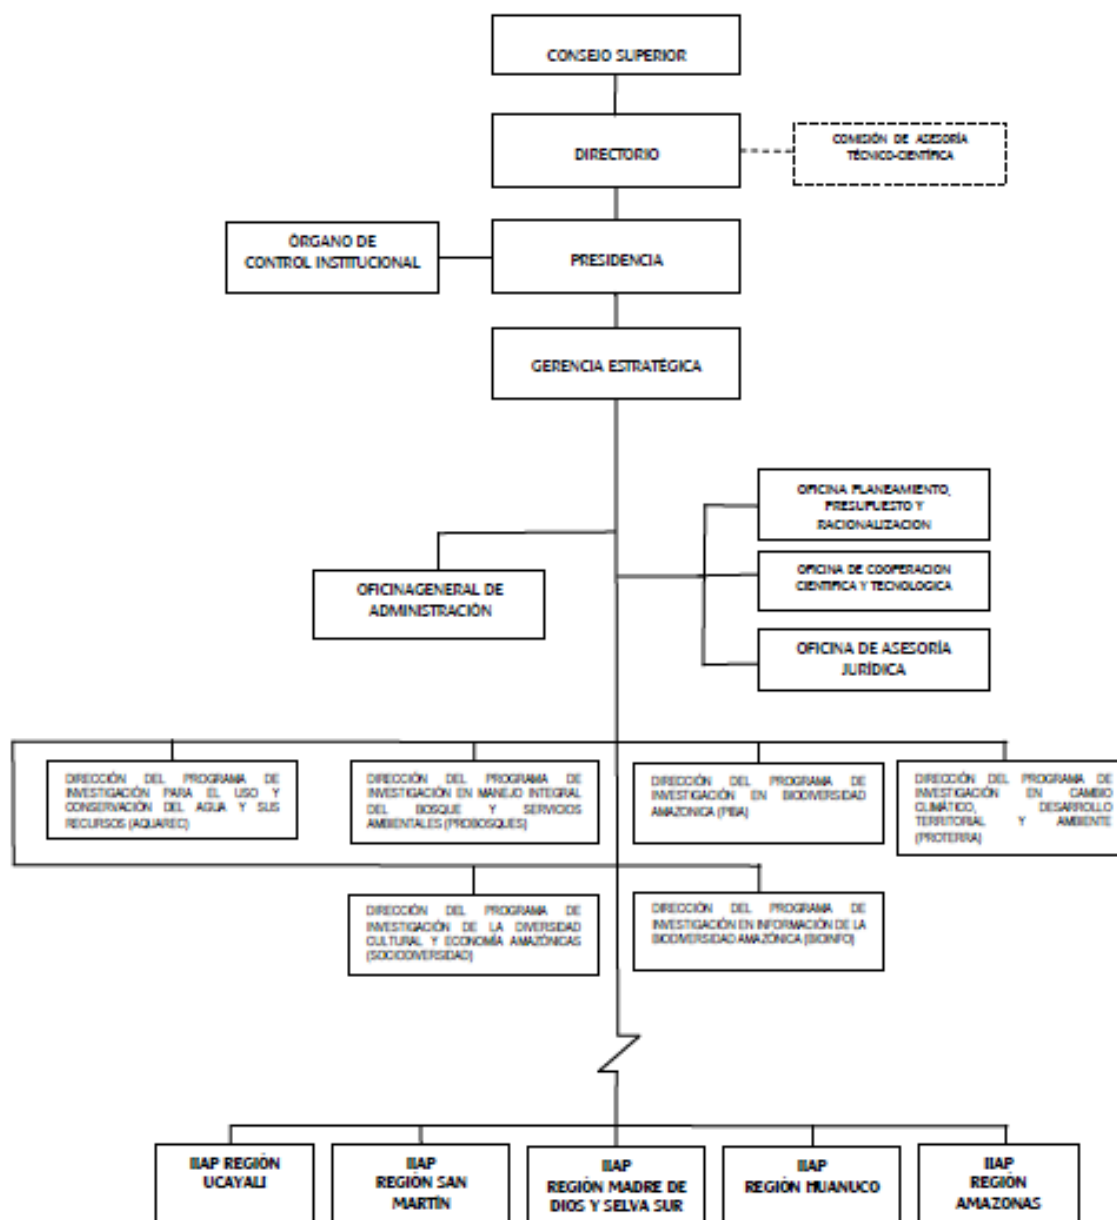 CONSEJO SUPERIOR
DIRECTORIO
COMISIÓN DE ASESORÍA
TÉCNICO-CIENTÍFICA
ÓRGANO DE
CONTROL INSTITUCIONAL
PRESIDENCIA
GERENCIA ESTRATÉGICA
OFICINA PLANEAMIENTO,
PRESUPUESTO Y
RACIONALIZACION
OFICINA DE COOPERACION
CIENTIFICA Y TECNOLOGICA
OFICINAGENERAL DE
ADMINISTRACIÓN
OFICINA DE ASESORÍA
JURÍDICA
DIRECCIÓN DEL PROGRAMA DE
INVESTIGACIÓN PARA EL USO Y
CONSERVACIÓN DEL AGUA Y SUS
RECURSOS (AQUAREC)
DIRECCIÓN DEL PROGRAMA DE
INVESTIGACIÓN EN MANEJO INTEGRAL
DEL BOSQUE Y SERVICIOS
AMBIENTALES (PROBOSQUES)
DIRECCIÓN DEL PROGRAMA DE
INVESTIGACIÓN EN BIODIVERSIDAD
AMAZONICA (PIBA)
DIRECCIÓN DEL PROGRAMA DE
INVESTIGACIÓN EN CAMBIO
CLIMÁTICO, DESARROLLO
TERRITORIAL Y AMBIENTE
(PROTERRA)
DIRECCIÓN DEL PROGRAMA DE
INVESTIGACIÓN DE LA DIVERSIDAD
CULTURAL Y ECONOMÍA AMAZÓNICAS
(SOCIODIVERSIDAD)
DIRECCIÓN DEL PROGRAMA DE
INVESTIGACIÓN EN INFORMACIÓN DE LA
BIODIVERSIDAD AMAZÓNICA (BIOINFO)
IIAP REGIÓN
UCAYALI
IIAP
REGIÓN SAN
MARTÍN
IIAP
REGIÓN MADRE DE
DIOS Y SELVA SUR
IIAP
REGIÓN HUANUCO
IIAP
REGIÓN
AMAZONAS